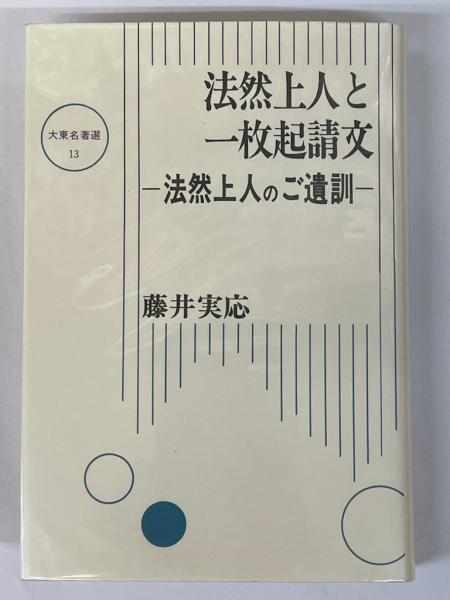 法然上人と
一枚起請文
―法然上人のご遺訓―
大東名著選
13
藤井実応